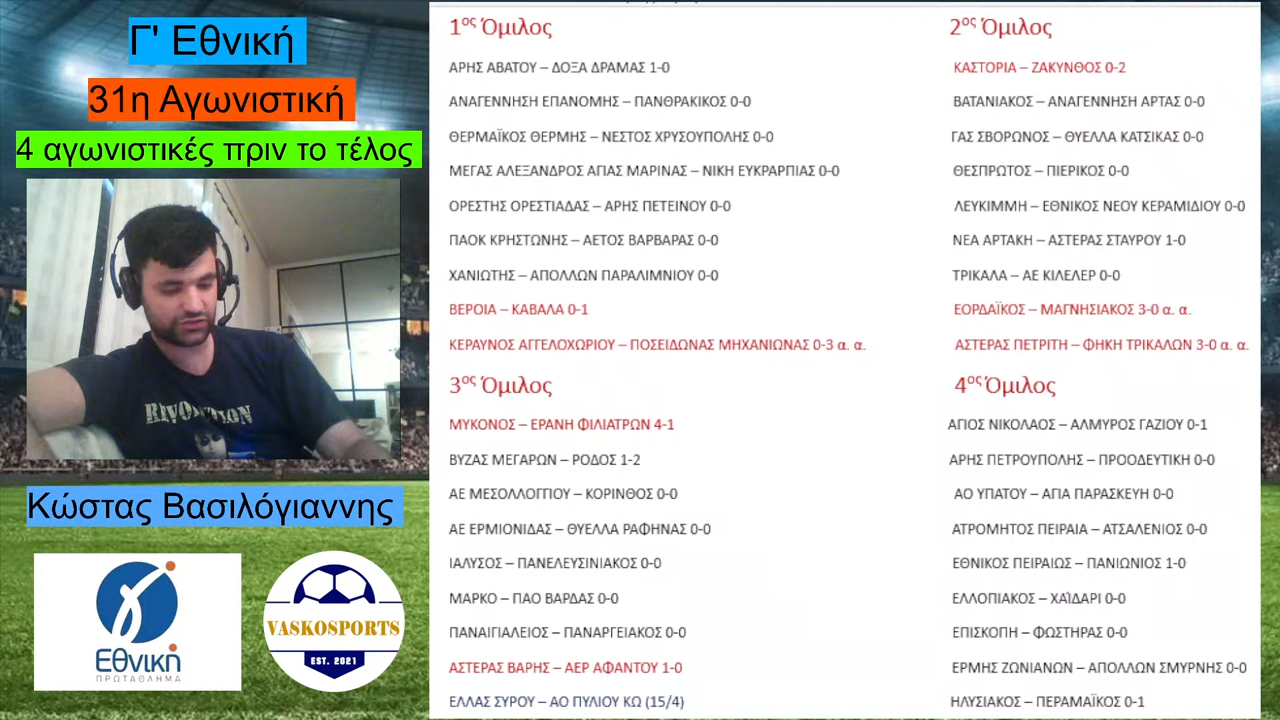 Γ' Εθνική
31η Αγωνιστική
4 αγωνιστικές πριν το τέλος
RIVOLUTION
Κώστας Βασιλόγιαννης
Εθνική
ΠΡΩΤΑΘΛΗΜΑ
VASKOSPORTS
EST. 2021
1ος Όμιλος
ΑΡΗΣ ΑΒΑΤΟΥ – ΔΟΞΑ ΔΡΑΜΑΣ 1-0
ΑΝΑΓΕΝΝΗΣΗ ΕΠΑΝΟΜΗΣ – ΠΑΝΘΡΑΚΙΚΟΣ 0-0
ΘΕΡΜΑΪΚΟΣ ΘΕΡΜΗΣ – ΝΕΣΤΟΣ ΧΡΥΣΟΥΠΟΛΗΣ 0-0
ΜΕΓΑΣ ΑΛΕΞΑΝΔΡΟΣ ΑΓΙΑΣ ΜΑΡΙΝΑΣ – ΝΙΚΗ ΕΥΚΡΑΡΠΙΑΣ 0-0
ΟΡΕΣΤΗΣ ΟΡΕΣΤΙΑΔΑΣ – ΑΡΗΣ ΠΕΤΕΙΝΟΥ 0-0
ΠΑΟΚ ΚΡΗΣΤΩΝΗΣ – ΑΕΤΟΣ ΒΑΡΒΑΡΑΣ 0-0
ΧΑΝΙΩΤΗΣ – ΑΠΟΛΛΩΝ ΠΑΡΑΛΙΜΝΙΟΥ 0-0
ΒΕΡΟΙΑ – ΚΑΒΑΛΑ 0-1
ΚΕΡΑΥΝΟΣ ΑΓΓΕΛΟΧΩΡΙΟΥ – ΠΟΣΕΙΔΩΝΑΣ ΜΗΧΑΝΙΩΝΑΣ 0-3 α. α.
2ος Όμιλος
ΚΑΣΤΟΡΙΑ – ΖΑΚΥΝΘΟΣ 0-2
ΒΑΤΑΝΙΑΚΟΣ – ΑΝΑΓΕΝΝΗΣΗ ΑΡΤΑΣ 0-0
ΓΑΣ ΣΒΟΡΩΝΟΣ – ΘΥΕΛΛΑ ΚΑΤΣΙΚΑΣ 0-0
ΘΕΣΠΡΩΤΟΣ – ΠΙΕΡΙΚΟΣ 0-0
ΛΕΥΚΙΜΜΗ – ΕΘΝΙΚΟΣ ΝΕΟΥ ΚΕΡΑΜΙΔΙΟΥ 0-0
ΝΕΑ ΑΡΤΑΚΗ – ΑΣΤΕΡΑΣ ΣΤΑΥΡΟΥ 1-0
ΤΡΙΚΑΛΑ – ΑΕ ΚΙΛΕΛΕΡ 0-0
ΕΟΡΔΑΪΚΟΣ – ΜΑΓΝΗΣΙΑΚΟΣ 3-0 α. α.
ΑΣΤΕΡΑΣ ΠΕΤΡΙΤΗ – ΦΗΚΗ ΤΡΙΚΑΛΩΝ 3-0 α. α.
3ος Όμιλος
ΜΥΚΟΝΟΣ – ΕΡΑΝΗ ΦΙΛΙΑΤΡΩΝ 4-1
ΒΥΖΑΣ ΜΕΓΑΡΩΝ – ΡΟΔΟΣ 1-2
ΑΕ ΜΕΣΟΛΛΟΓΓΙΟΥ – ΚΟΡΙΝΘΟΣ 0-0
ΑΕ ΕΡΜΙΟΝΙΔΑΣ – ΘΥΕΛΛΑ ΡΑΦΗΝΑΣ 0-0
ΙΑΛΥΣΟΣ – ΠΑΝΕΛΕΥΣΙΝΙΑΚΟΣ 0-0
ΜΑΡΚΟ – ΠΑΟ ΒΑΡΔΑΣ 0-0
ΠΑΝΑΙΓΙΑΛΕΙΟΣ – ΠΑΝΑΡΓΕΙΑΚΟΣ 0-0
ΑΣΤΕΡΑΣ ΒΑΡΗΣ – ΑΕΡ ΑΦΑΝΤΟΥ 1-0
ΕΛΛΑΣ ΣΥΡΟΥ – ΑΟ ΠΥΛΙΟΥ ΚΩ (15/4)
4ος Όμιλος
ΑΓΙΟΣ ΝΙΚΟΛΑΟΣ – ΑΛΜΥΡΟΣ ΓΑΖΙΟΥ 0-1
ΑΡΗΣ ΠΕΤΡΟΥΠΟΛΗΣ – ΠΡΟΟΔΕΥΤΙΚΗ 0-0
ΑΟ ΥΠΑΤΟΥ – ΑΓΙΑ ΠΑΡΑΣΚΕΥΗ 0-0
ΑΤΡΟΜΗΤΟΣ ΠΕΙΡΑΙΑ – ΑΤΣΑΛΕΝΙΟΣ 0-0
ΕΘΝΙΚΟΣ ΠΕΙΡΑΙΩΣ – ΠΑΝΙΩΝΙΟΣ 1-0
ΕΛΛΟΠΙΑΚΟΣ – ΧΑΪΔΑΡΙ 0-0
ΕΠΙΣΚΟΠΗ – ΦΩΣΤΗΡΑΣ 0-0
ΕΡΜΗΣ ΖΩΝΙΑΝΩΝ – ΑΠΟΛΛΩΝ ΣΜΥΡΝΗΣ 0-0
ΗΛΥΣΙΑΚΟΣ – ΠΕΡΑΜΑΪΚΟΣ 0-1